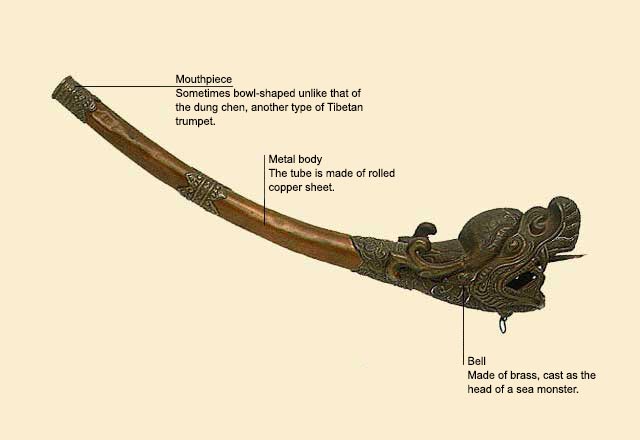 Mouthpiece
Sometimes bowl-shaped unlike that of
the dung chen, another type of Tibetan
trumpet.
Metal body
The tube is made of rolled
copper sheet.
Bell
Made of brass, cast as the
head of a sea monster.